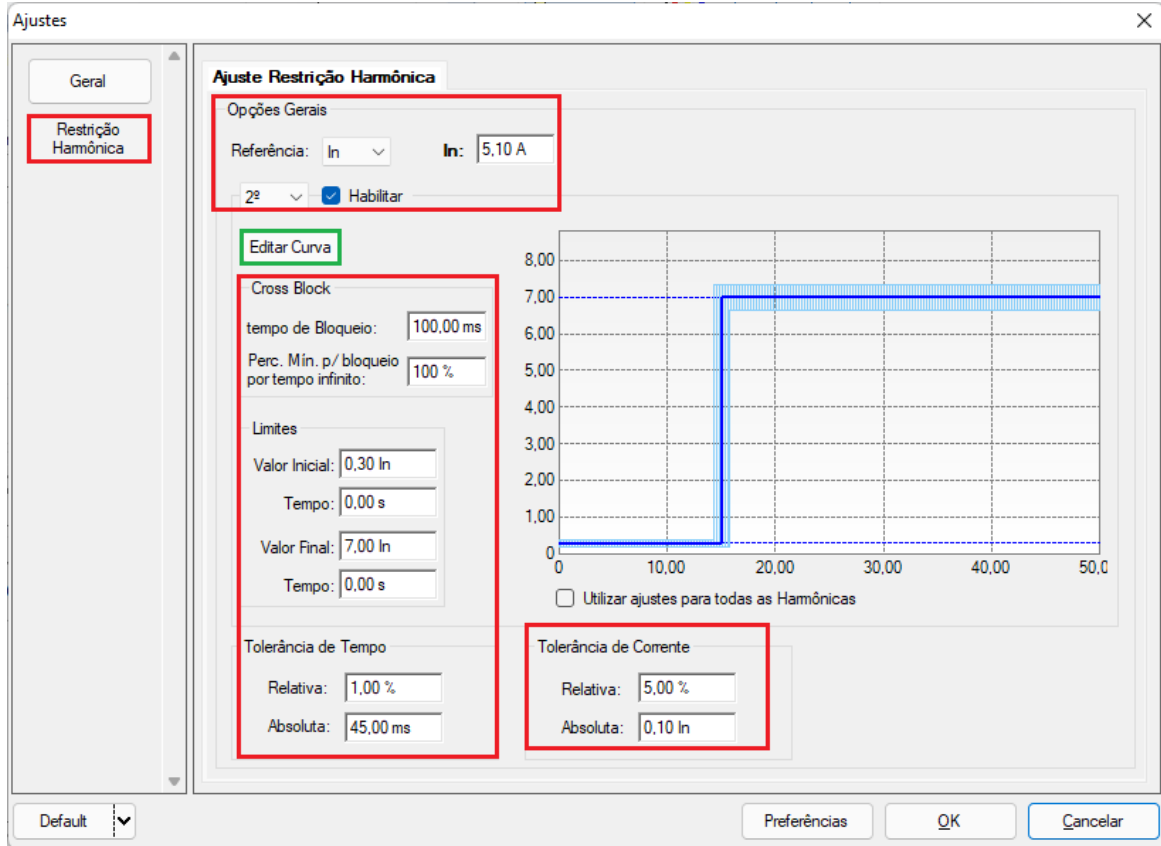 Ajustes
Geral
Restrição
Harmônica
Ajuste Restrição Harmônica
Opções Gerais
Referência: In In: 5,10 A
2º Habilitar
Editar Curva
Cross Block
tempo de Bloqueio: 100,00 ms
Perc. Mín. p/ bloqueio
por tempo infinito: 100 %
Limites
Valor Inicial: 0,30 In
Tempo: 0,00 s
Valor Final: 7,00 In
Tempo: 0,00 s
8,00
7,00
6,00
5,00
4,00
3,00
2,00
1,00
0
0 10,00 20,00 30,00 40,00 50,0
Utilizar ajustes para todas as Harmônicas
Tolerância de Tempo
Relativa: 1,00 %
Absoluta: 45,00 ms
Tolerância de Corrente
Relativa: 5,00 %
Absoluta: 0,10 In
Default Preferências OK Cancelar